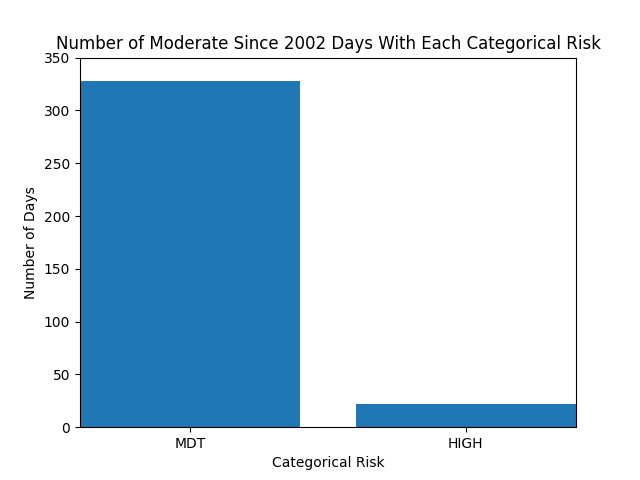 Number of Moderate Since 2002 Days With Each Categorical Risk
350
300
250
200
150
100
50
0
Number of Days
MDT HIGH
Categorical Risk